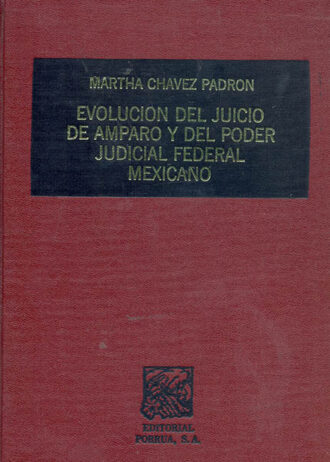 MARTHA CHAVEZ PADRON
EVOLUCION DEL JUICIO
DE AMPARO Y DEL PODER
JUDICIAL FEDERAL
MEXICANO
EDITORIAL
PORRUA, S. A.